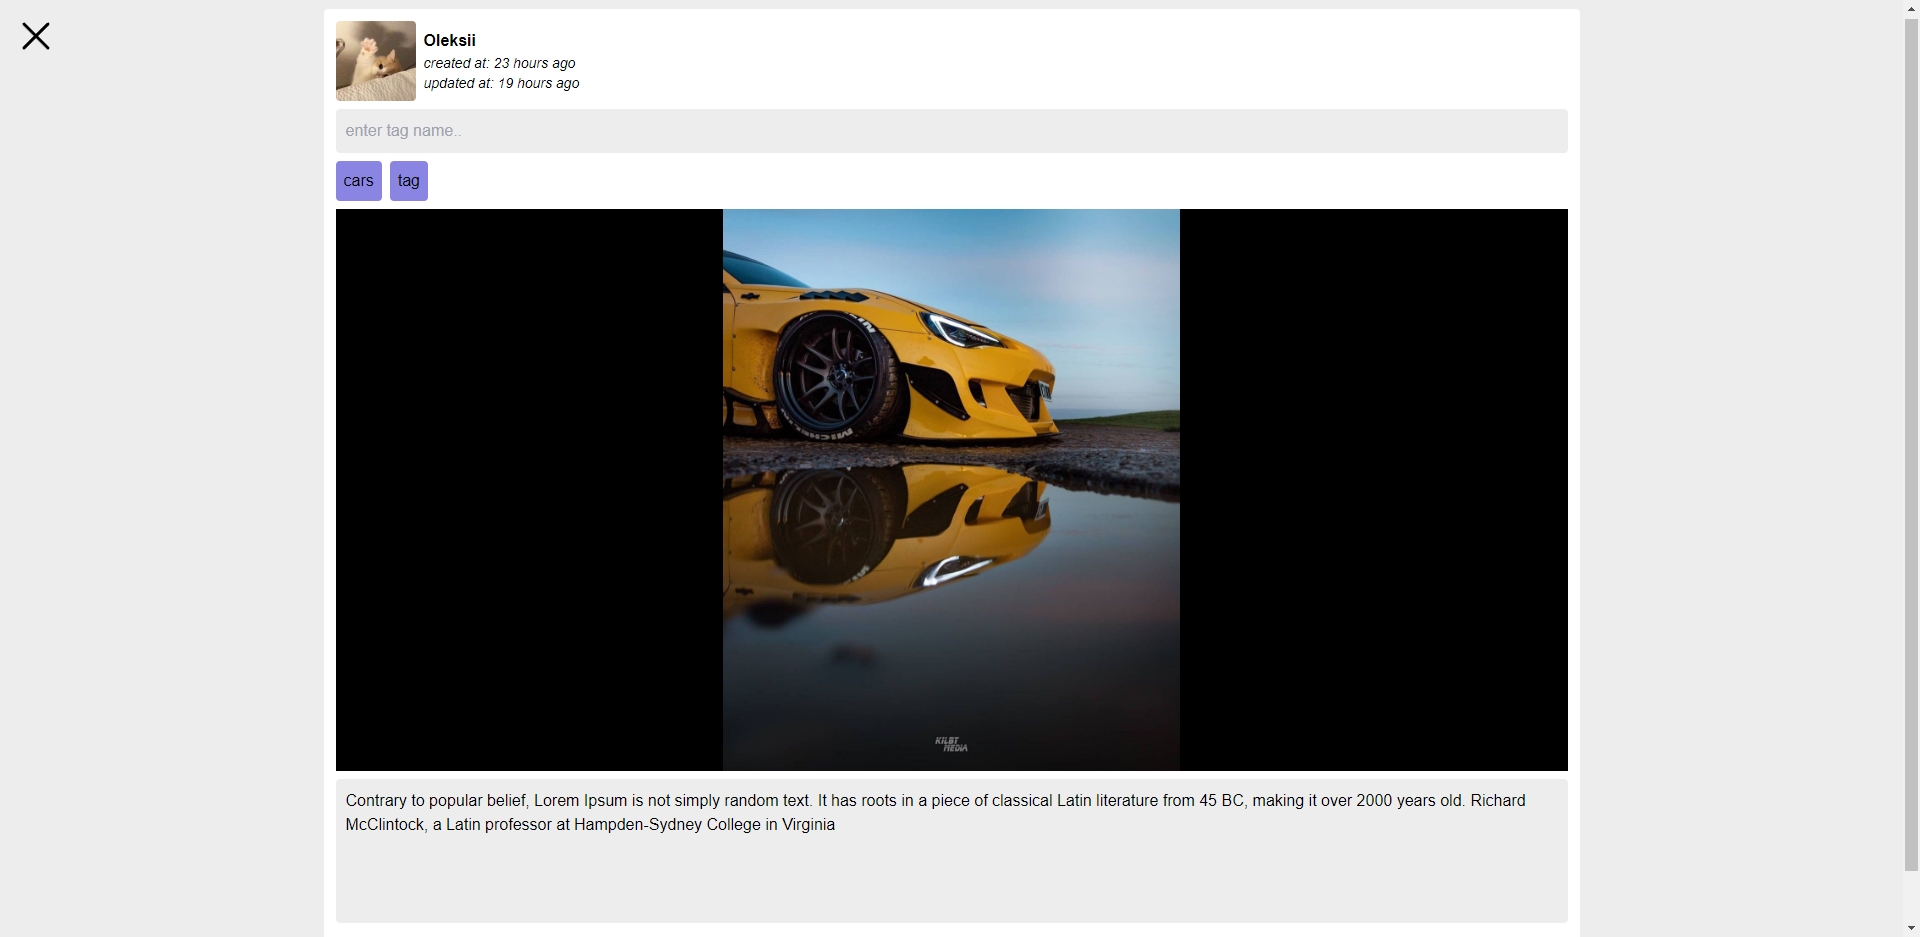 Oleksii
created at: 23 hours ago
updated at: 19 hours ago
enter tag name..
cars
tag
MICHELIN
KILBY
MEDIA
Contrary to popular belief, Lorem Ipsum is not simply random text. It has roots in a piece of classical Latin literature from 45 BC, making it over 2000 years old. Richard
McClintock, a Latin professor at Hampden-Sydney College in Virginia